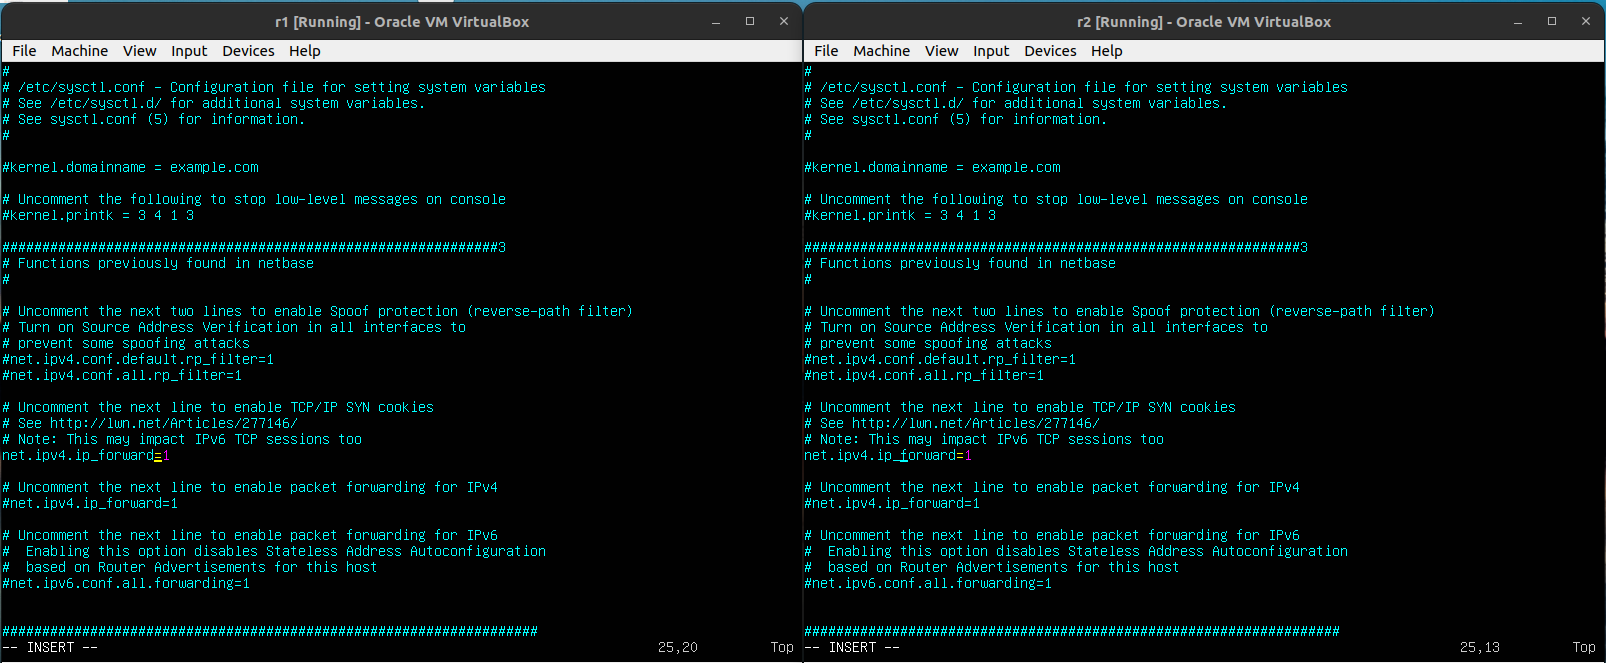 r1 [Running] - Oracle VM VirtualBox
File Machine View Input Devices Help
#
# /etc/sysctl.conf - Configuration file for setting system variables
# See /etc/sysctl.d/ for additional system variables.
# See sysctl.conf (5) for information.
#
#kernel.domainname = example.com
# Uncomment the following to stop low-level messages on console
#kernel.printk = 3 4 1 3
##############################################################3
# Functions previously found in netbase
#
# Uncomment the next two lines to enable Spoof protection (reverse-path filter)
# Turn on Source Address Verification in all interfaces to
# prevent some spoofing attacks
#net.ipv4.conf.default.rp_filter=1
#net.ipv4.conf.all.rp_filter=1
# Uncomment the next line to enable TCP/IP SYN cookies
# See http://lwn.net/Articles/277146/
# Note: This may impact IPv6 TCP sessions too
net.ipv4.ip_forward=1
# Uncomment the next line to enable packet forwarding for IPv4
#net.ipv4.ip_forward=1
# Uncomment the next line to enable packet forwarding for IPv6
#  Enabling this option disables Stateless Address Autoconfiguration
#  based on Router Advertisements for this host
#net.ipv6.conf.all.forwarding=1
###################################################################
-- INSERT -- 25,20 Top
r2 [Running] - Oracle VM VirtualBox
File Machine View Input Devices Help
#
# /etc/sysctl.conf - Configuration file for setting system variables
# See /etc/sysctl.d/ for additional system variables.
# See sysctl.conf (5) for information.
#
#kernel.domainname = example.com
# Uncomment the following to stop low-level messages on console
#kernel.printk = 3 4 1 3
##############################################################3
# Functions previously found in netbase
#
# Uncomment the next two lines to enable Spoof protection (reverse-path filter)
# Turn on Source Address Verification in all interfaces to
# prevent some spoofing attacks
#net.ipv4.conf.default.rp_filter=1
#net.ipv4.conf.all.rp_filter=1
# Uncomment the next line to enable TCP/IP SYN cookies
# See http://lwn.net/Articles/277146/
# Note: This may impact IPv6 TCP sessions too
net.ipv4.ip_forward=1
# Uncomment the next line to enable packet forwarding for IPv4
#net.ipv4.ip_forward=1
# Uncomment the next line to enable packet forwarding for IPv6
#  Enabling this option disables Stateless Address Autoconfiguration
#  based on Router Advertisements for this host
#net.ipv6.conf.all.forwarding=1
###################################################################
-- INSERT -- 25,13 Top